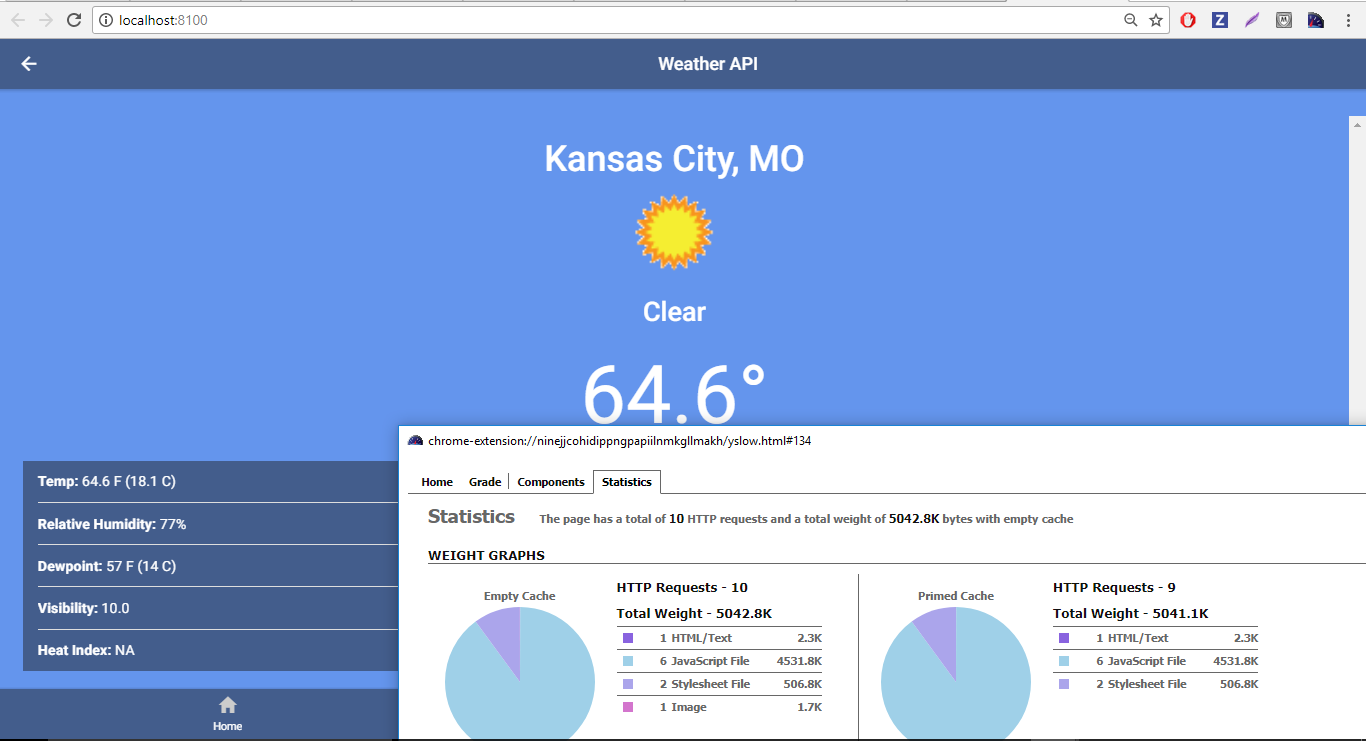 localhost:8100
Z
M
Weather API
Kansas City, MO
Clear
64.6°
Temp: 64.6 F (18.1 C)
Relative Humidity: 77%
Dewpoint: 57 F (14 C)
Visibility: 10.0
Heat Index: NA
Home
chrome-extension://ninejjcohidippngpapiilnmkgllmakh/yslow.html#134
Home Grade Components Statistics
Statistics The page has a total of 10 HTTP requests and a total weight of 5042.8K bytes with empty cache
WEIGHT GRAPHS
Empty Cache
HTTP Requests - 10
Total Weight - 5042.8K
1 HTML/Text 2.3K
6 JavaScript File 4531.8K
2 Stylesheet File 506.8K
1 Image 1.7K
Primed Cache
HTTP Requests - 9
Total Weight - 5041.1K
1 HTML/Text 2.3K
6 JavaScript File 4531.8K
2 Stylesheet File 506.8K